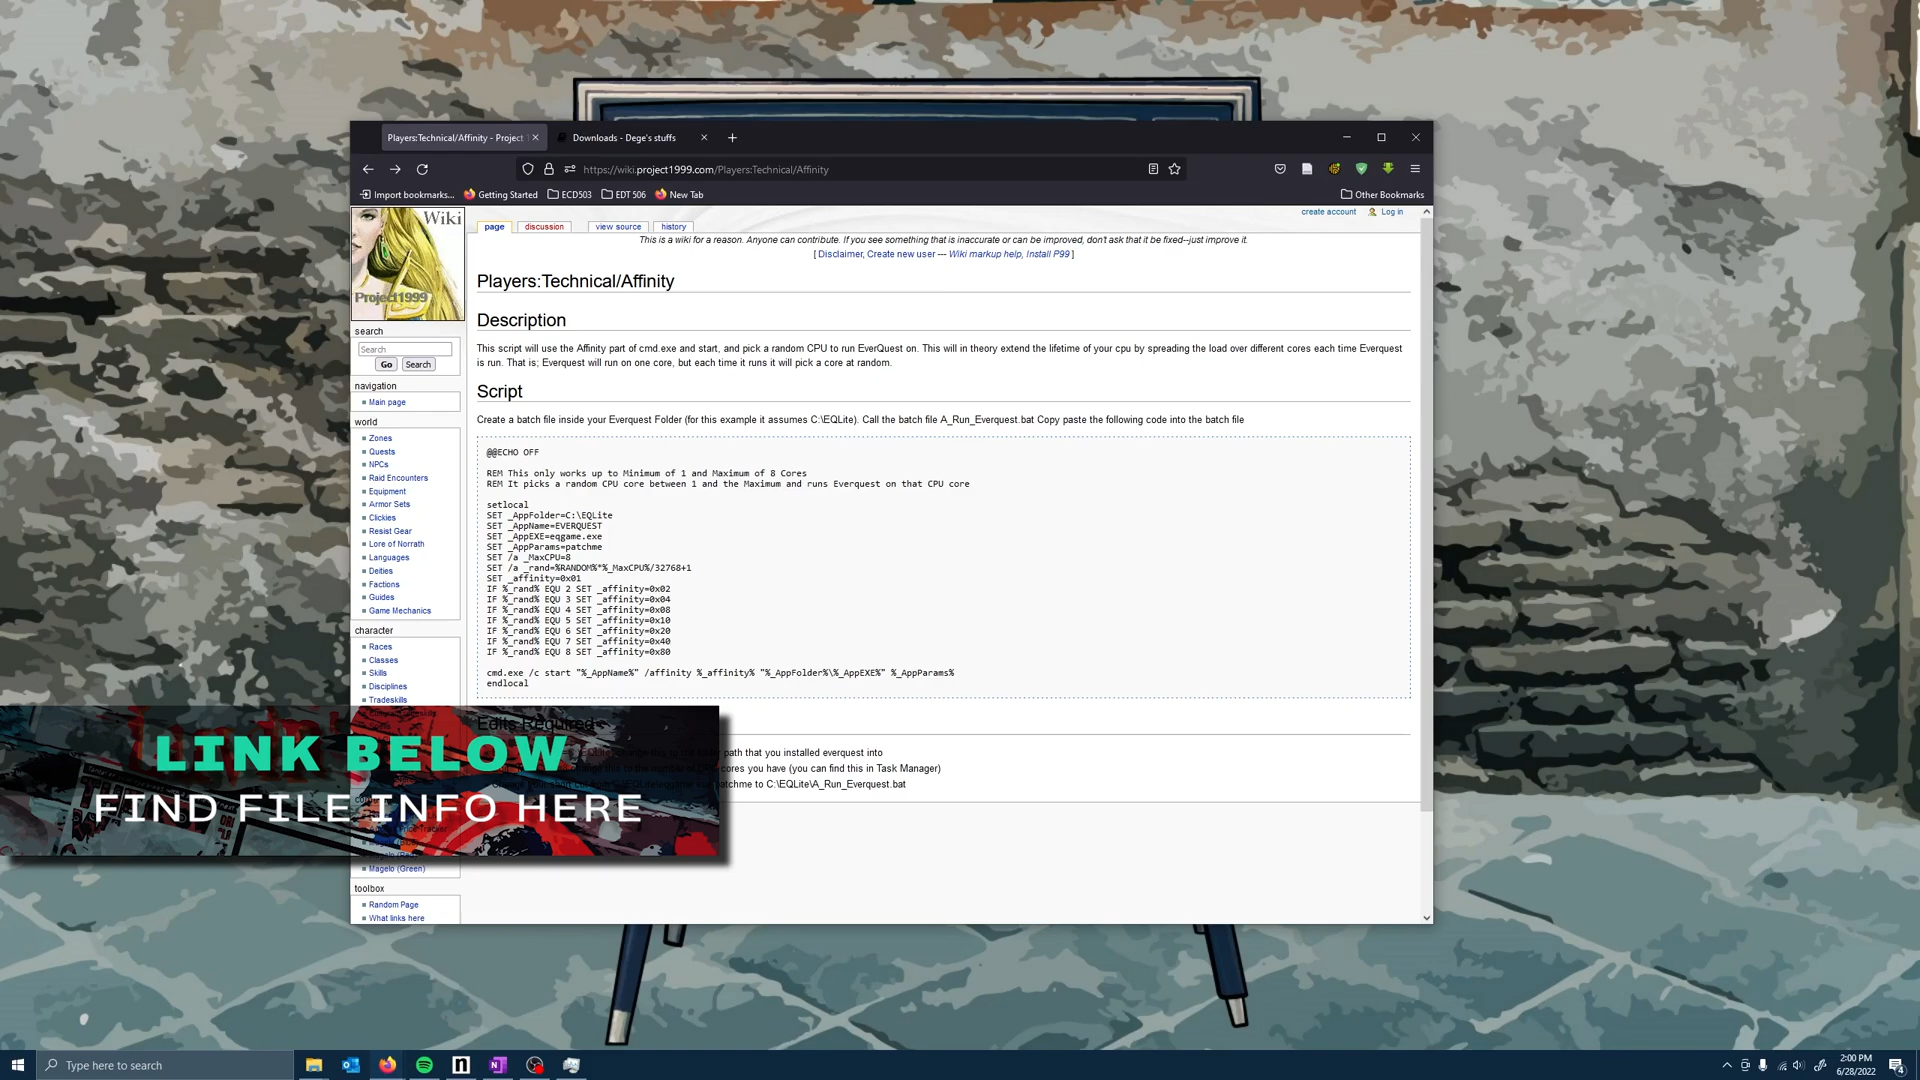 Players:Technical/Affinity - Project
Downloads - Dege's stuffs
https://wiki.project1999.com/Players:Technical/Affinity
Import bookmarks...
Getting Started
ECD503
EDT 506
New Tab
Other Bookmarks
Wiki
Project1999
create account
Log in
page
discussion
view source
history
This is a wiki for a reason. Anyone can contribute. If you see something that is inaccurate or can be improved, don't ask that it be fixed--just improve it.
[ Disclaimer, Create new user --- Wiki markup help, Install P99 ]
Players:Technical/Affinity
Description
This script will use the Affinity part of cmd.exe and start, and pick a random CPU to run EverQuest on. This will in theory extend the lifetime of your cpu by spreading the load over different cores each time Everquest
is run. That is; Everquest will run on one core, but each time it runs it will pick a core at random.
Script
Create a batch file inside your Everquest Folder (for this example it assumes C:\EQLite). Call the batch file A_Run_Everquest.bat Copy paste the following code into the batch file
@@ECHO OFF
REM This only works up to Minimum of 1 and Maximum of 8 Cores
REM It picks a random CPU core between 1 and the Maximum and runs Everquest on that CPU core
setlocal
SET _AppFolder=C:\EQLite
SET _AppName=EVERQUEST
SET _AppEXE=eqgame.exe
SET _AppParams=patchme
SET /a _MaxCPU=8
SET /a _rand=%RANDOM%*%_MaxCPU%/32768+1
SET _affinity=0x01
IF %_rand% EQU 2 SET _affinity=0x02
IF %_rand% EQU 3 SET _affinity=0x04
IF %_rand% EQU 4 SET _affinity=0x08
IF %_rand% EQU 5 SET _affinity=0x10
IF %_rand% EQU 6 SET _affinity=0x20
IF %_rand% EQU 7 SET _affinity=0x40
IF %_rand% EQU 8 SET _affinity=0x80
cmd.exe /c start "%_AppName%" /affinity %_affinity% "%_AppFolder%\%_AppEXE%" %_AppParams%
endlocal
Edits Required
path that you installed everquest into
cores you have (you can find this in Task Manager)
patchme to C:\EQLite\A_Run_Everquest.bat
search
Search
Go
Search
navigation
Main page
world
Zones
Quests
NPCs
Raid Encounters
Equipment
Armor Sets
Clickies
Resist Gear
Lore of Norrath
Languages
Deities
Factions
Guides
Game Mechanics
character
Races
Classes
Skills
Disciplines
Tradeskills
Magelo (Green)
toolbox
Random Page
What links here
LINK BELOW
FIND FILE INFO HERE
Type here to search
2:00 PM
6/28/2022
4